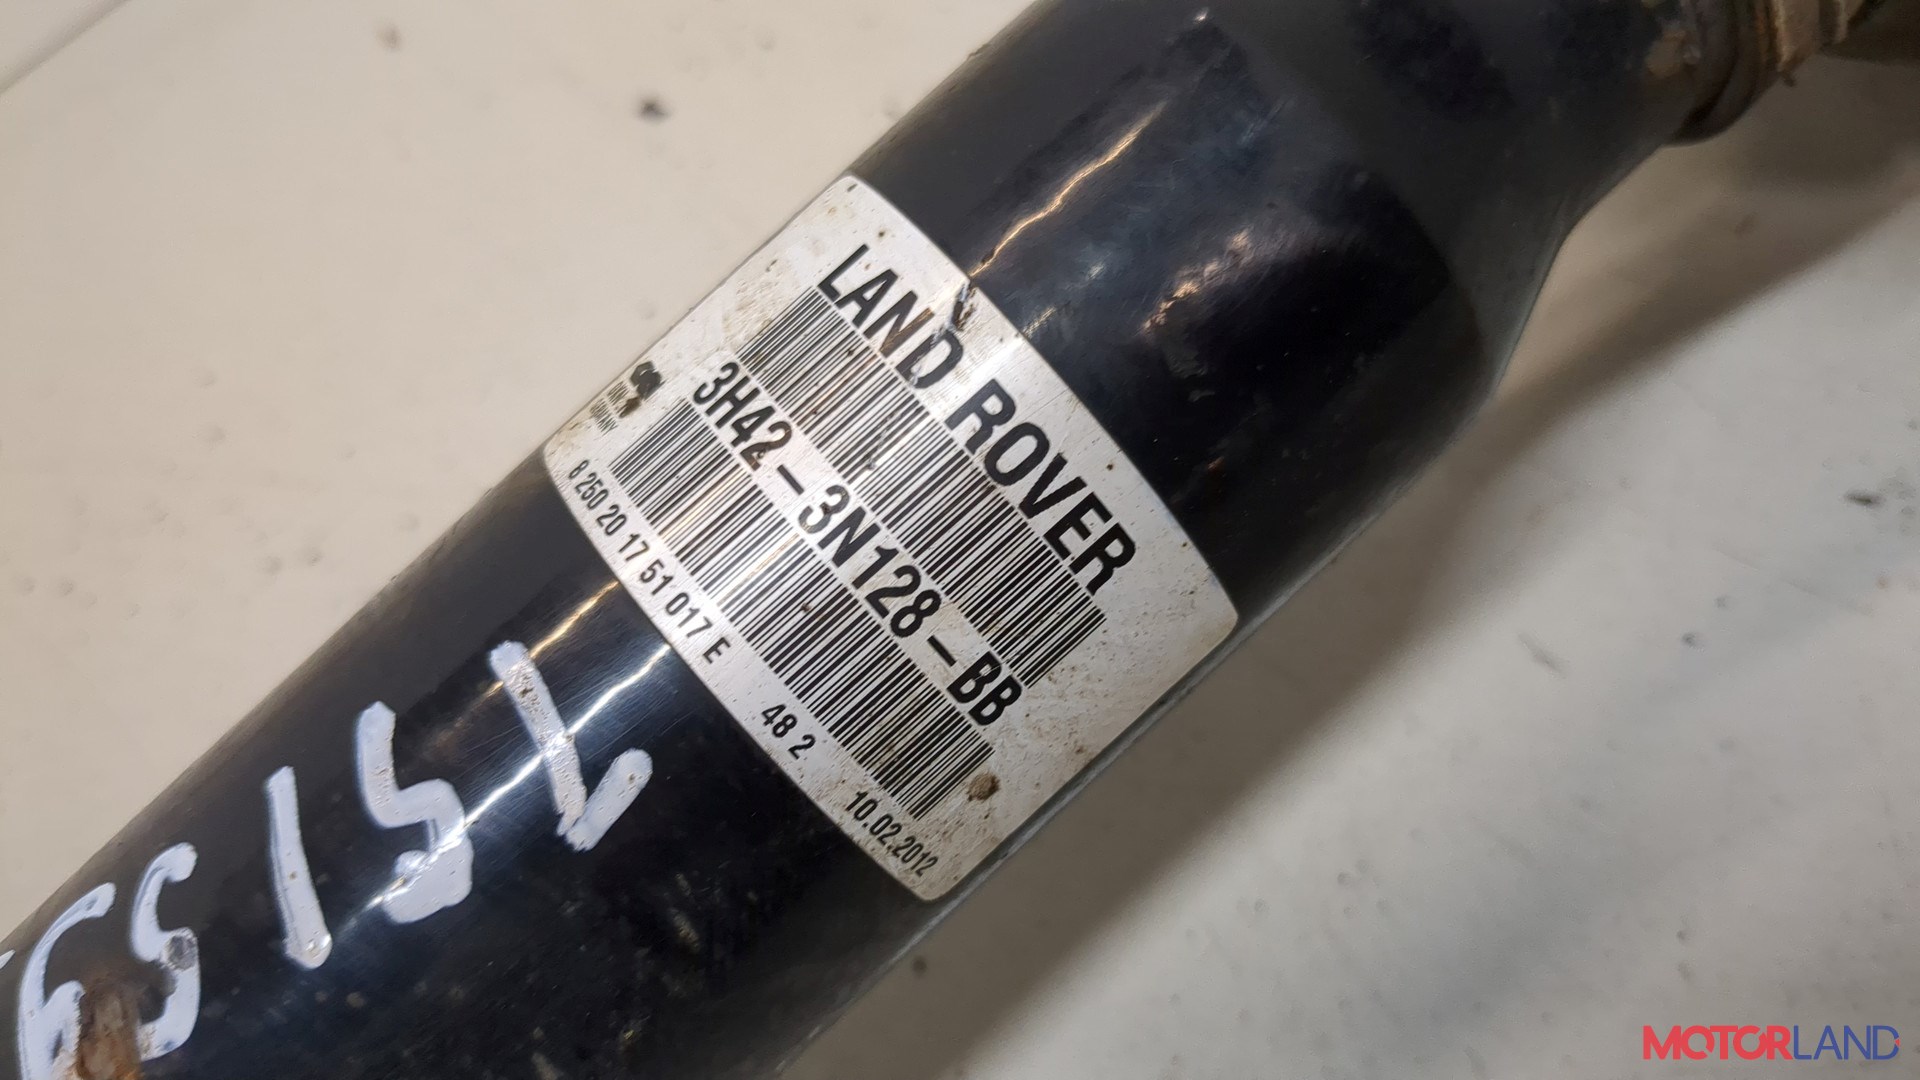 LAND ROVER
3H42-3N128-BB
8 250 20 17 51 017 E 48 2 10.02.2012
MOTORLAND